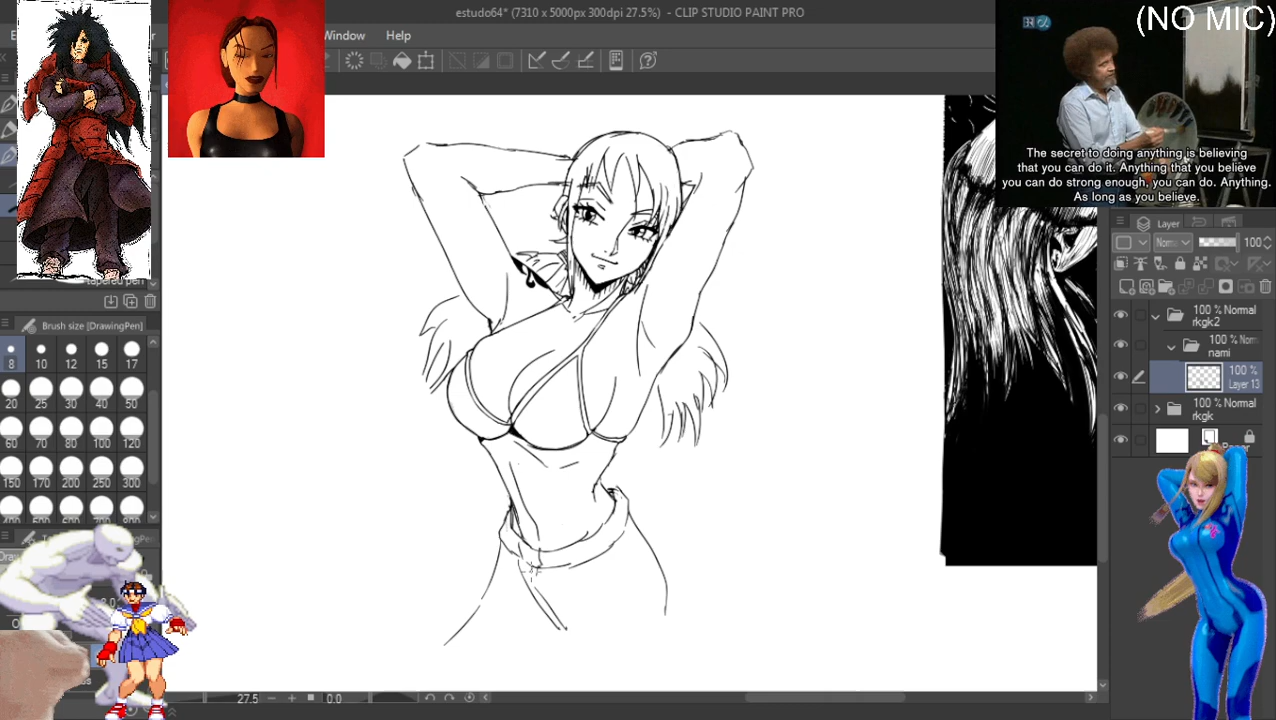 estudo64* (7310 x 5000px 300dpi 27.5%) - CLIP STUDIO PAINT PRO
(NO MIC)
Window
Help
The secret to doing anything is believing
that you can do it. Anything that you believe
you can do strong enough, you can do. Anything.
As long as you believe.
Layer
100
tapered pen
Brush size [DrawingPen]
8 10 12 15 17
20 25 30 40 50
60 70 80 100 120
150 170 200 250 300
100 % Normal
rkgk2
nami
100 %
Layer 13
100 % Normal
rkgk
27.5
0.0